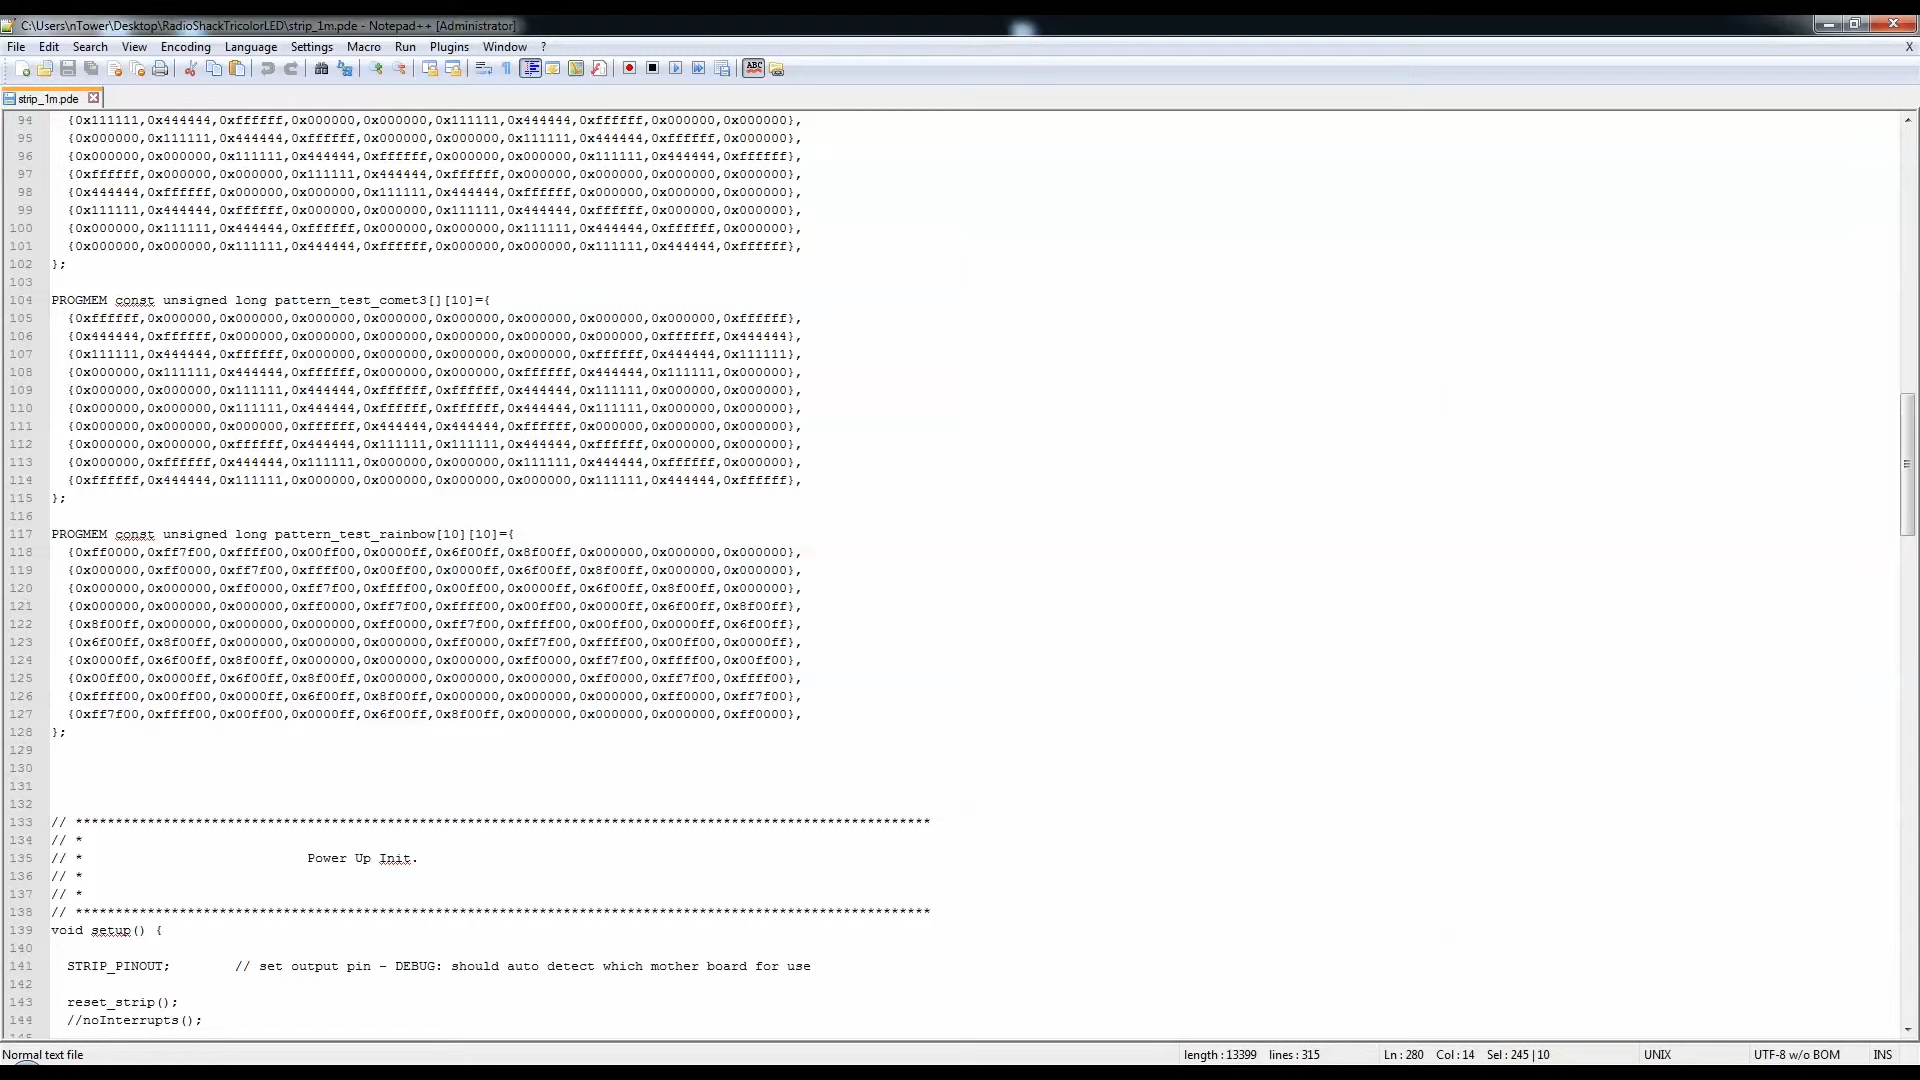 C:\Users\nTower\Desktop\RadioShackTricolorLED\strip_1m.pde - Notepad++ [Administrator]
File Edit Search View Encoding Language Settings Macro Run Plugins Window ? X
ABC
strip_1m.pde
94 {0x111111,0x444444,0xffffff,0x000000,0x000000,0x111111,0x444444,0xffffff,0x000000,0x000000},
95 {0x000000,0x111111,0x444444,0xffffff,0x000000,0x000000,0x111111,0x444444,0xffffff,0x000000},
96 {0x000000,0x000000,0x111111,0x444444,0xffffff,0x000000,0x000000,0x111111,0x444444,0xffffff},
97 {0xffffff,0x000000,0x000000,0x111111,0x444444,0xffffff,0x000000,0x000000,0x000000,0x000000},
98 {0x444444,0xffffff,0x000000,0x000000,0x111111,0x444444,0xffffff,0x000000,0x000000,0x000000},
99 {0x111111,0x444444,0xffffff,0x000000,0x000000,0x111111,0x444444,0xffffff,0x000000,0x000000},
100 {0x000000,0x111111,0x444444,0xffffff,0x000000,0x000000,0x111111,0x444444,0xffffff,0x000000},
101 {0x000000,0x000000,0x111111,0x444444,0xffffff,0x000000,0x000000,0x111111,0x444444,0xffffff},
102 };
103
104 PROGMEM const unsigned long pattern_test_comet3[][10]={
105 {0xffffff,0x000000,0x000000,0x000000,0x000000,0x000000,0x000000,0x000000,0x000000,0xffffff},
106 {0x444444,0xffffff,0x000000,0x000000,0x000000,0x000000,0x000000,0x000000,0xffffff,0x444444},
107 {0x111111,0x444444,0xffffff,0x000000,0x000000,0x000000,0x000000,0xffffff,0x444444,0x111111},
108 {0x000000,0x111111,0x444444,0xffffff,0x000000,0x000000,0xffffff,0x444444,0x111111,0x000000},
109 {0x000000,0x000000,0x111111,0x444444,0xffffff,0xffffff,0x444444,0x111111,0x000000,0x000000},
110 {0x000000,0x000000,0x111111,0x444444,0xffffff,0xffffff,0x444444,0x111111,0x000000,0x000000},
111 {0x000000,0x000000,0x000000,0xffffff,0x444444,0x444444,0xffffff,0x000000,0x000000,0x000000},
112 {0x000000,0x000000,0xffffff,0x444444,0x111111,0x111111,0x444444,0xffffff,0x000000,0x000000},
113 {0x000000,0xffffff,0x444444,0x111111,0x000000,0x000000,0x111111,0x444444,0xffffff,0x000000},
114 {0xffffff,0x444444,0x111111,0x000000,0x000000,0x000000,0x000000,0x111111,0x444444,0xffffff},
115 };
116
117 PROGMEM const unsigned long pattern_test_rainbow[10][10]={
118 {0xff0000,0xff7f00,0xffff00,0x00ff00,0x0000ff,0x6f00ff,0x8f00ff,0x000000,0x000000,0x000000},
119 {0x000000,0xff0000,0xff7f00,0xffff00,0x00ff00,0x0000ff,0x6f00ff,0x8f00ff,0x000000,0x000000},
120 {0x000000,0x000000,0xff0000,0xff7f00,0xffff00,0x00ff00,0x0000ff,0x6f00ff,0x8f00ff,0x000000},
121 {0x000000,0x000000,0x000000,0xff0000,0xff7f00,0xffff00,0x00ff00,0x0000ff,0x6f00ff,0x8f00ff},
122 {0x8f00ff,0x000000,0x000000,0x000000,0xff0000,0xff7f00,0xffff00,0x00ff00,0x0000ff,0x6f00ff},
123 {0x6f00ff,0x8f00ff,0x000000,0x000000,0x000000,0xff0000,0xff7f00,0xffff00,0x00ff00,0x0000ff},
124 {0x0000ff,0x6f00ff,0x8f00ff,0x000000,0x000000,0x000000,0xff0000,0xff7f00,0xffff00,0x00ff00},
125 {0x00ff00,0x0000ff,0x6f00ff,0x8f00ff,0x000000,0x000000,0x000000,0xff0000,0xff7f00,0xffff00},
126 {0xffff00,0x00ff00,0x0000ff,0x6f00ff,0x8f00ff,0x000000,0x000000,0x000000,0xff0000,0xff7f00},
127 {0xff7f00,0xffff00,0x00ff00,0x0000ff,0x6f00ff,0x8f00ff,0x000000,0x000000,0x000000,0xff0000},
128 };
129
130
131
132
133 // ***********************************************************************************************************
134 // *
135 // * Power Up Init.
136 // *
137 // *
138 // ***********************************************************************************************************
139 void setup() {
140
141 STRIP_PINOUT; // set output pin - DEBUG: should auto detect which mother board for use
142
143 reset_strip();
144 //noInterrupts();
145
Normal text file length : 13399 lines : 315 Ln : 280 Col : 14 Sel : 245 | 10 UNIX UTF-8 w/o BOM INS